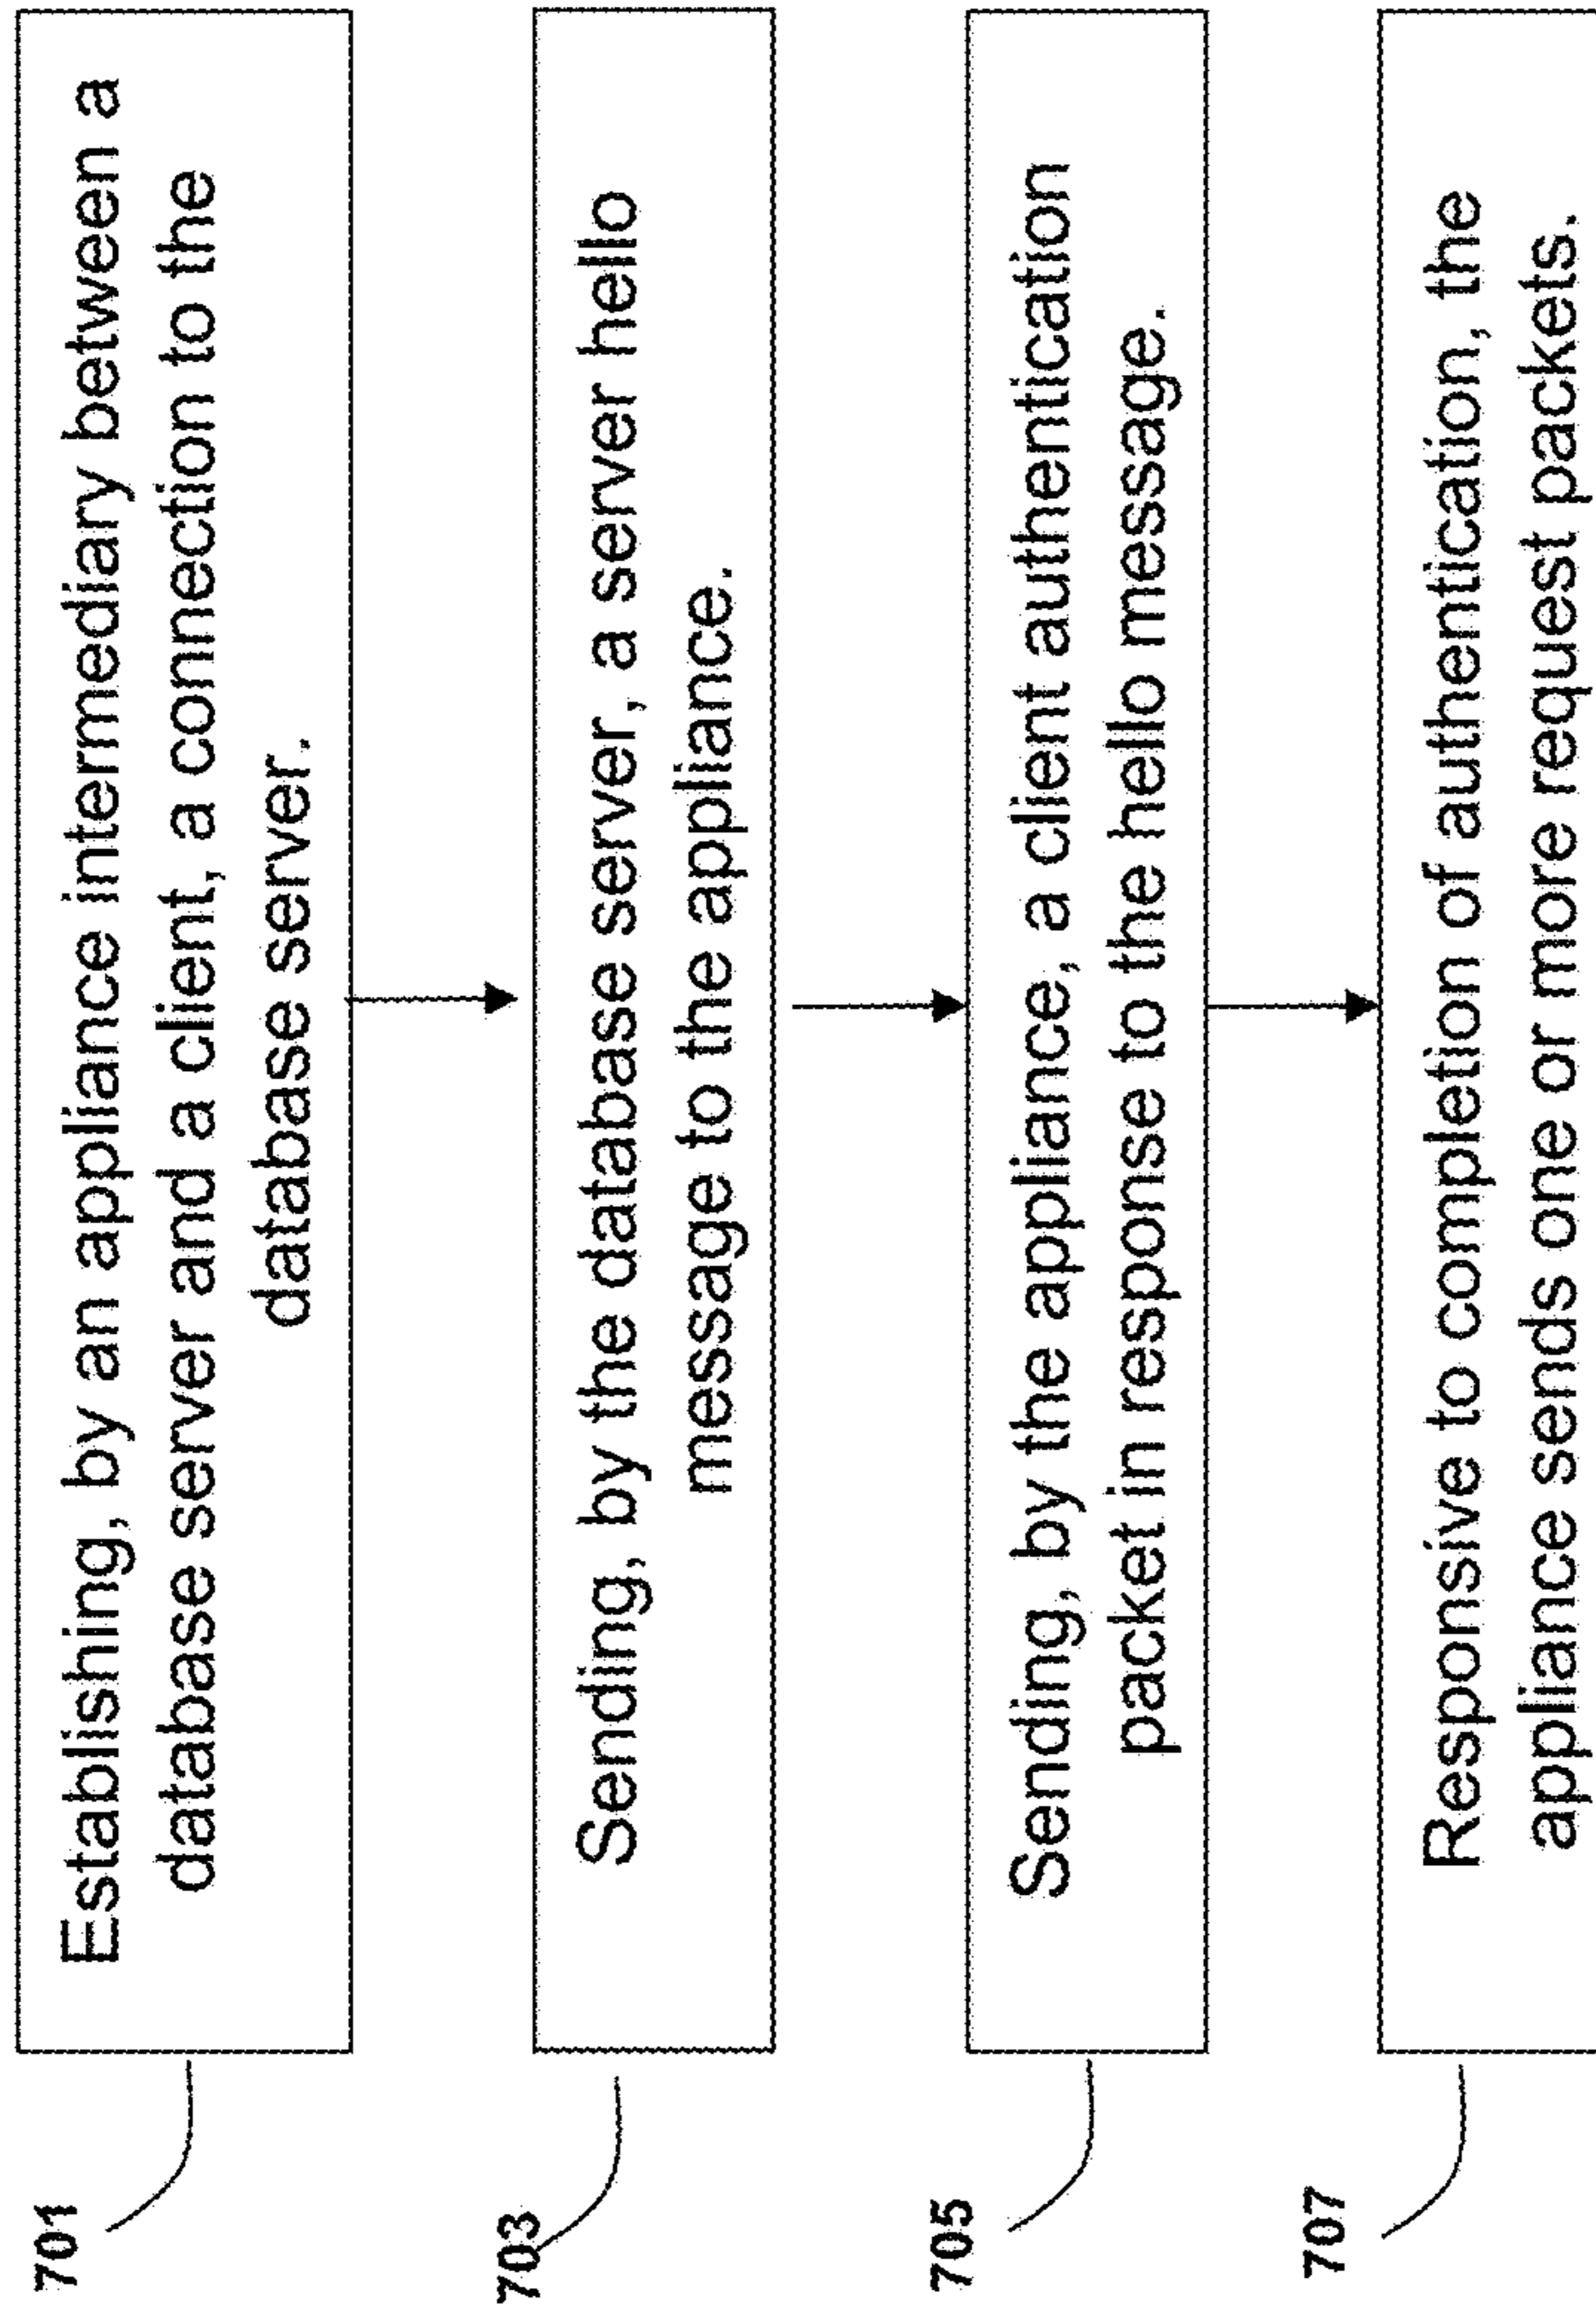 701
Establishing, by an appliance intermediary between a
database server and a client, a connection to the
database server.
703
Sending, by the database server, a server hello
message to the appliance.
705
Sending, by the appliance, a client authentication
packet in response to the hello message.
707
Responsive to completion of authentication, the
appliance sends one or more request packets.